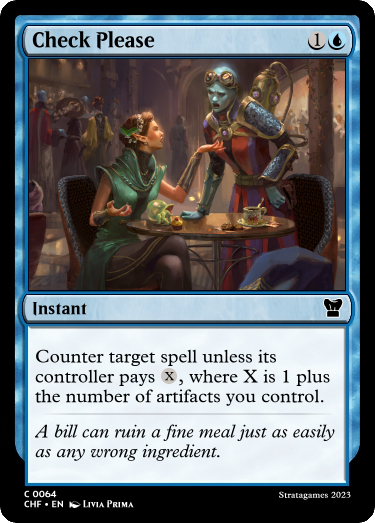 Check Please 1
Instant
Counter target spell unless its
controller pays X, where X is 1 plus
the number of artifacts you control.
A bill can ruin a fine meal just as easily
as any wrong ingredient.
C 0064
Stratagames 2023
CHF • EN Livia Prima